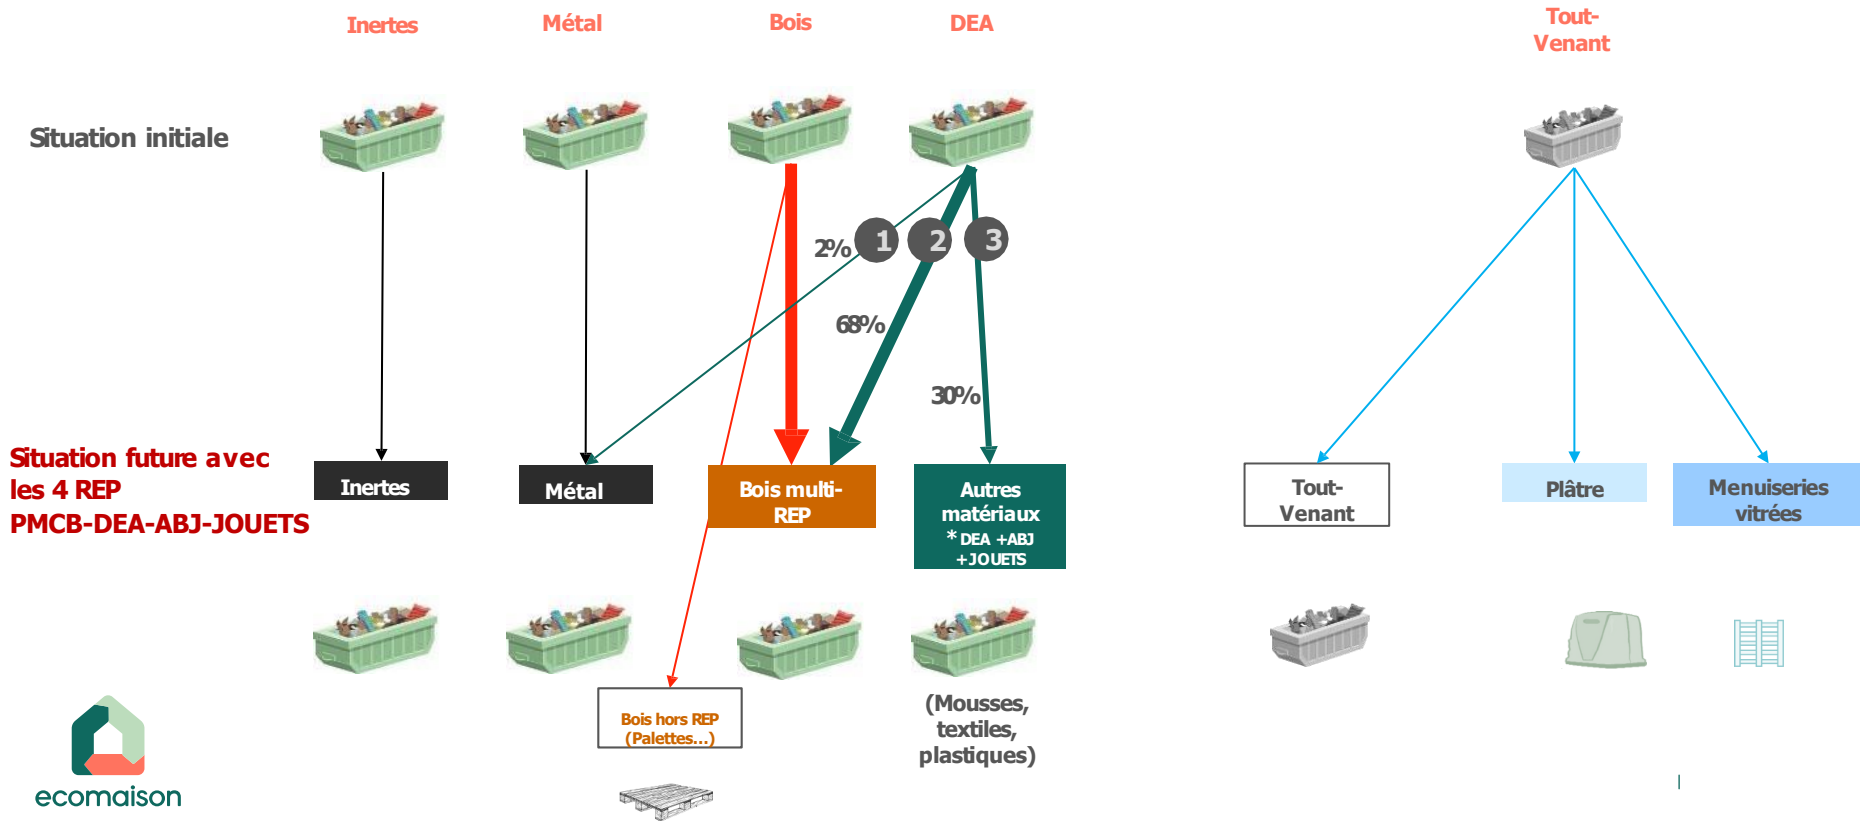 Inertes
Métal
Bois
DEA
Tout-
Venant
Situation initiale
2%
1
2
3
68%
30%
Situation future avec
les 4 REP
PMCB-DEA-ABJ-JOUETS
Inertes
Métal
Bois multi-
REP
Autres
matériaux
* DEA +ABJ
+JOUETS
Tout-
Venant
Plâtre
Menuiseries
vitrées
Bois hors REP
(Palettes...)
(Mousses,
textiles,
plastiques)
ecomaison